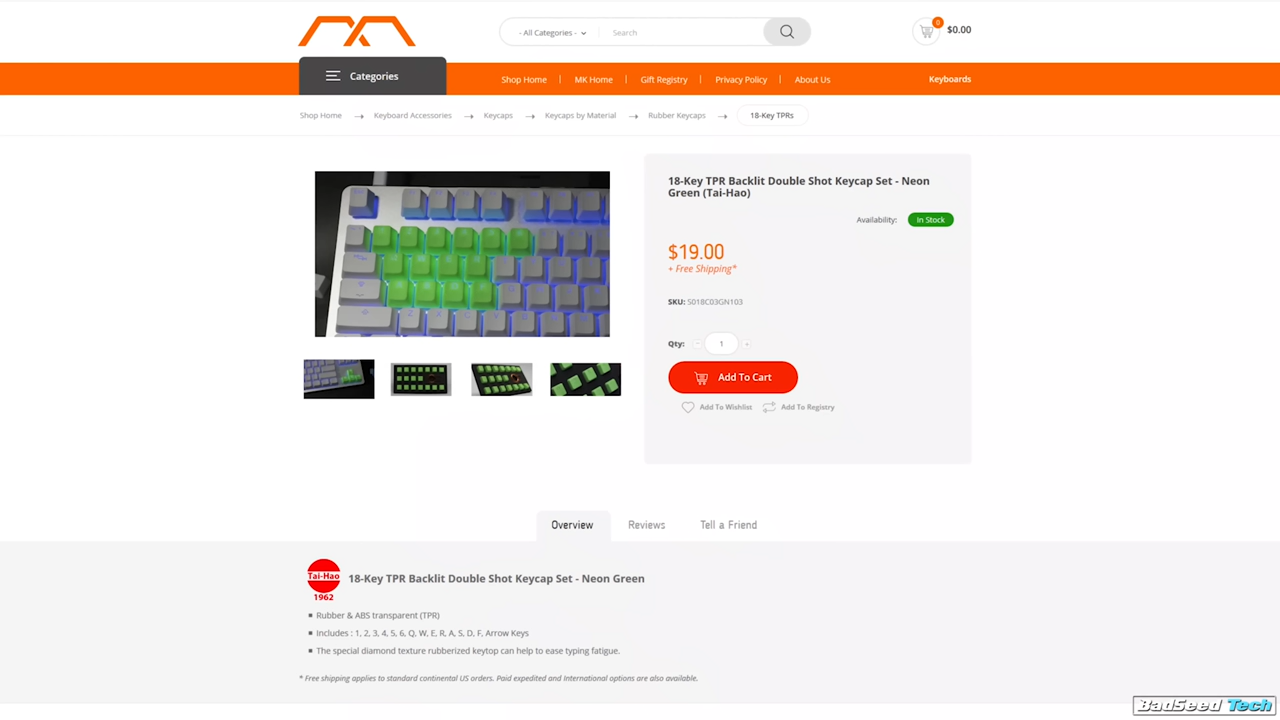 - All Categories -
Search
0
$0.00
Categories
Shop Home
MK Home
Gift Registry
Privacy Policy
About Us
Keyboards
Shop Home
Keyboard Accessories
Keycaps
Keycaps by Material
Rubber Keycaps
18-Key TPRs
18-Key TPR Backlit Double Shot Keycap Set - Neon
Green (Tai-Hao)
Availability:
In Stock
$19.00
+ Free Shipping*
SKU: S018C03GN103
Qty:
1
Add To Cart
Add To Wishlist
Add To Registry
Overview
Reviews
Tell a Friend
Tai-Hao
1962
18-Key TPR Backlit Double Shot Keycap Set - Neon Green
Rubber & ABS transparent (TPR)
Includes : 1, 2, 3, 4, 5, 6, Q, W, E, R, A, S, D, F, Arrow Keys
The special diamond texture rubberized keytop can help to ease typing fatigue.
* Free shipping applies to standard continental US orders. Paid expedited and International options are also available.
BadSeed Tech